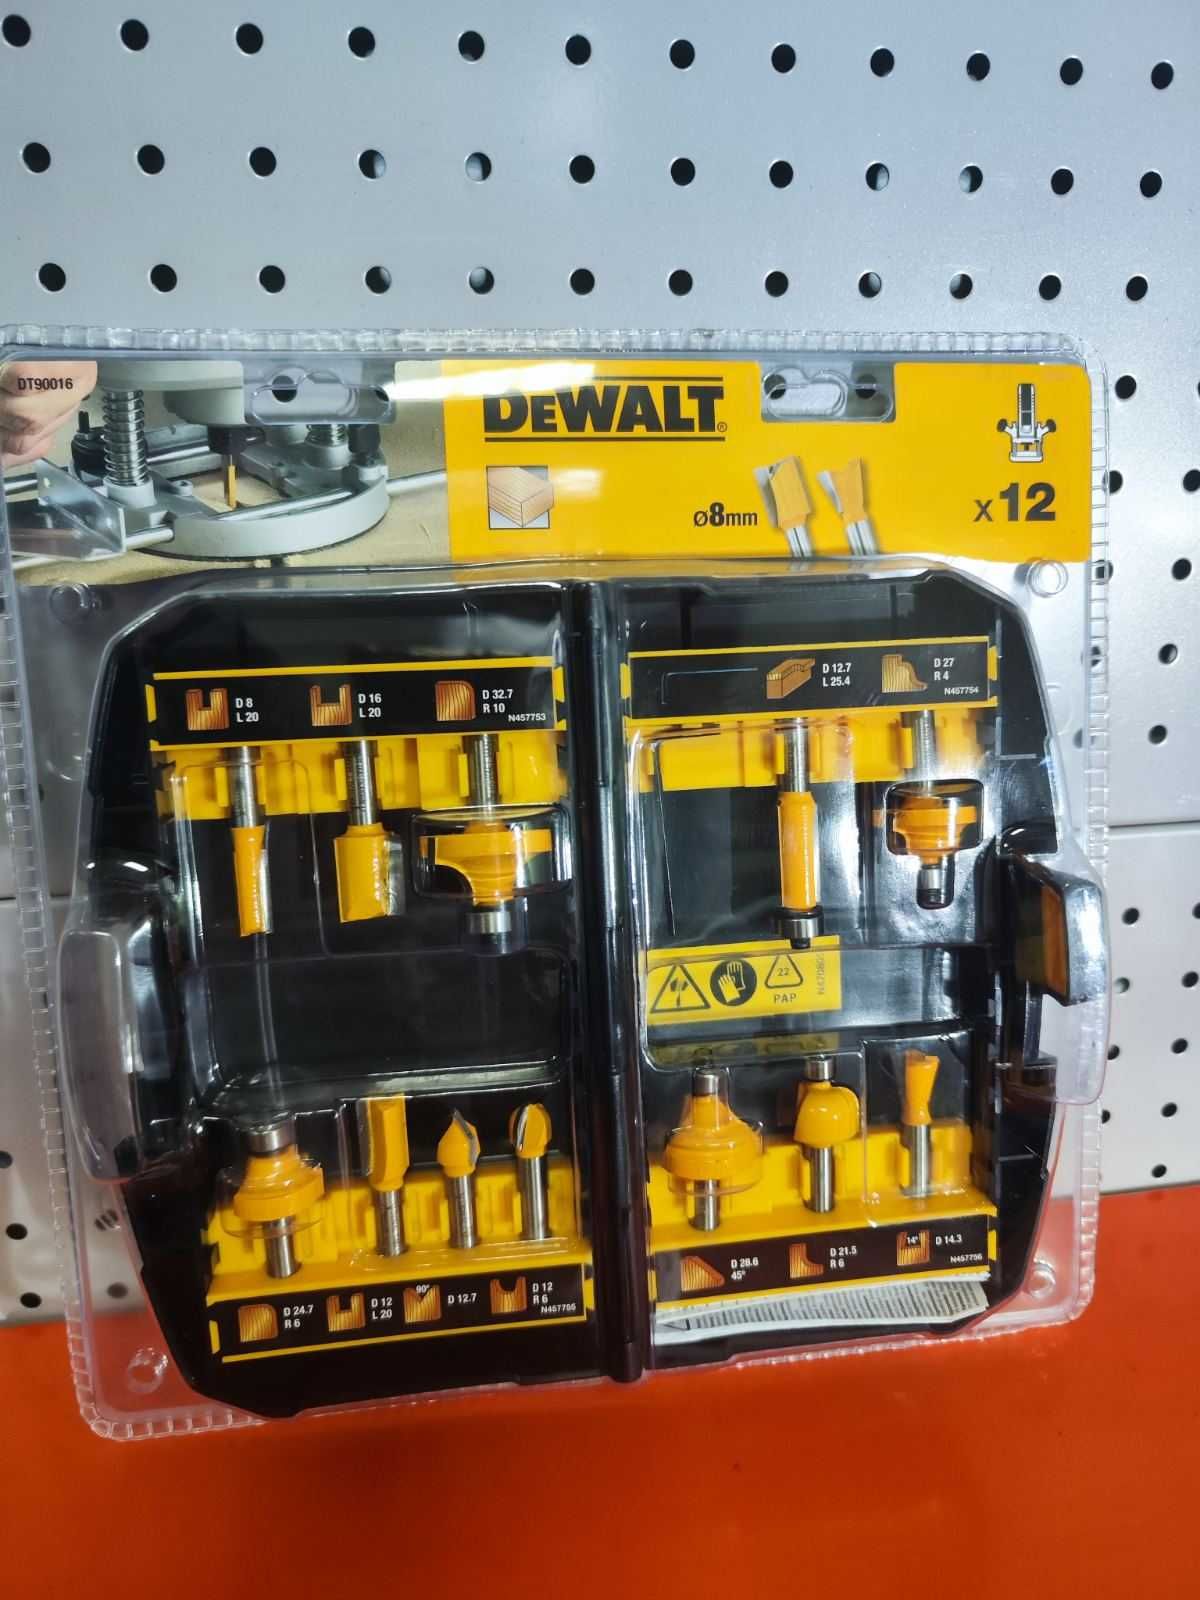 DT90016
DEWALT®
Ø8mm
x12
D 8
L 20
D 16
L 20
D 32.7
R 10
N457753
D 12.7
L 25.4
D 27
R 4
N457754
22
PAP
D 24.7
R 6
D 12
L 20
90°
D 12.7
D 12
R 6
N457755
D 28.6
45°
D 21.5
R 6
14°
D 14.3
N457756